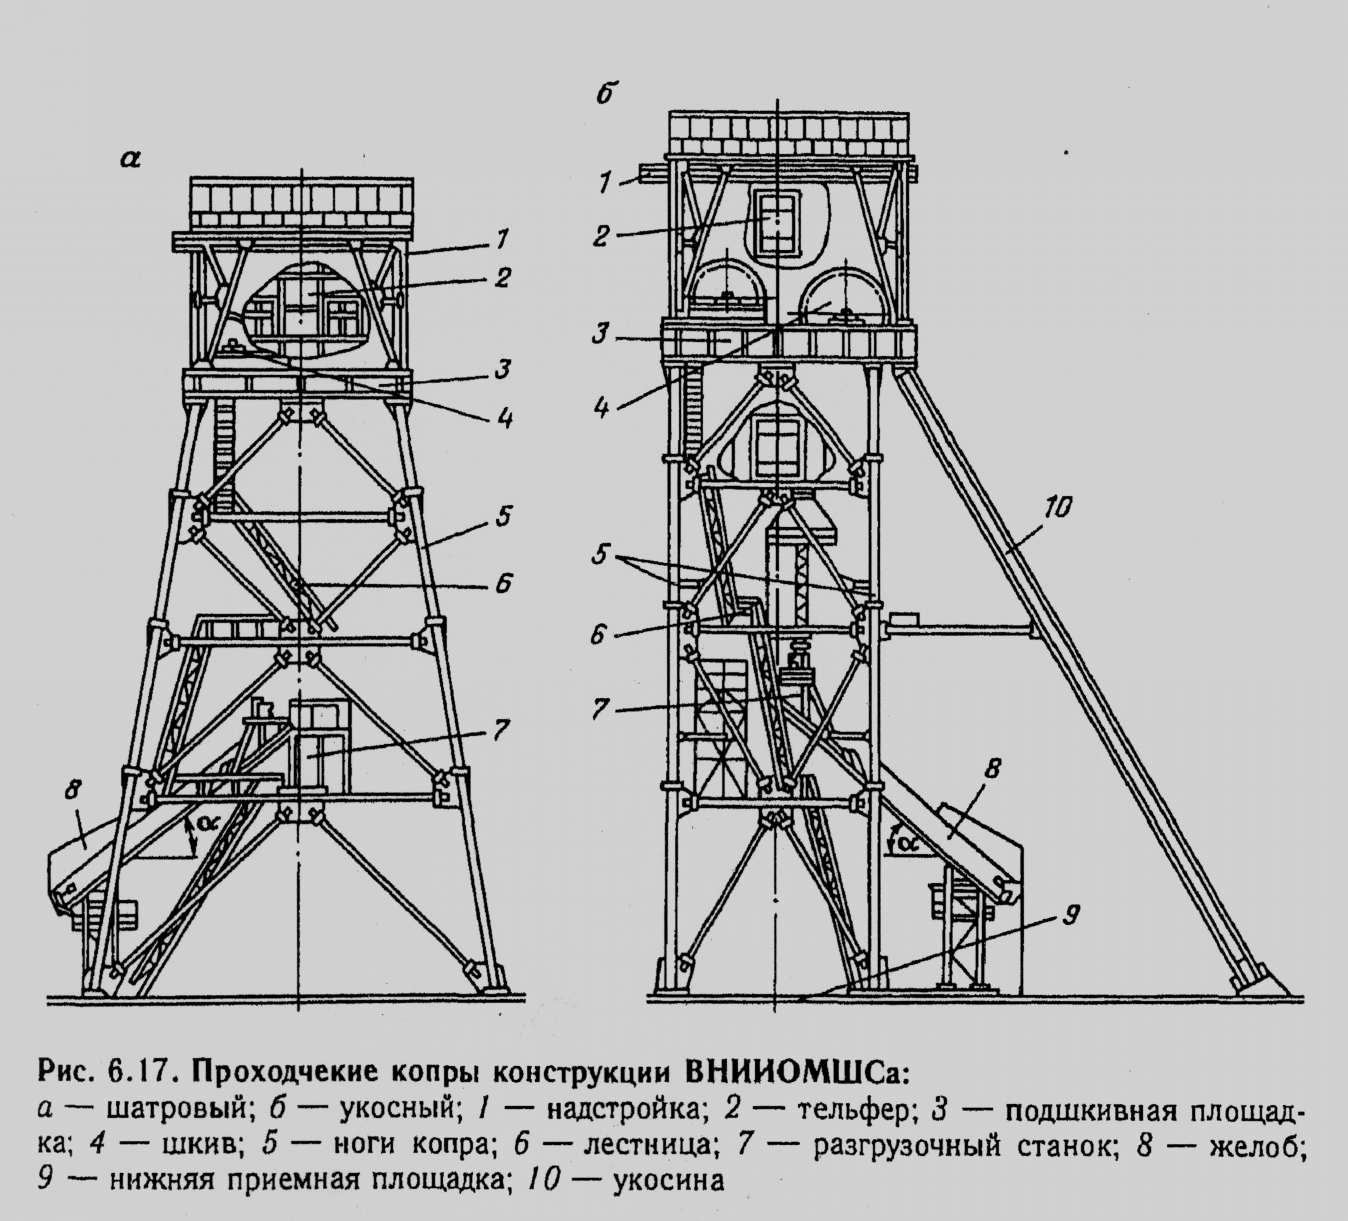 а
б
1
2
3
4
5
6
7
8
α
1
2
3
4
5
6
7
8
α
9
10
Рис. 6.17. Проходчекие копры конструкции ВНИИОМШСа:
а — шатровый; б — укосный; 1 — надстройка; 2 — тельфер; 3 — подшкивная площад-
ка; 4 — шкив; 5 — ноги копра; 6 — лестница; 7 — разгрузочный станок; 8 — желоб;
9 — нижняя приемная площадка; 10 — укосина